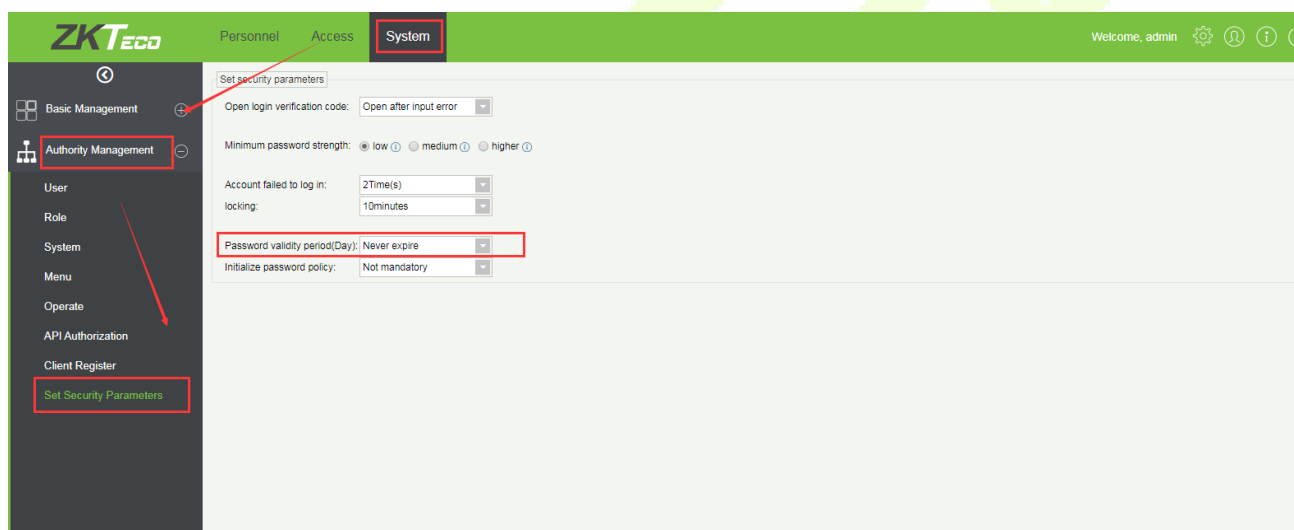 ZKTECO
Personnel Access System
Welcome, admin
Basic Management
Authority Management
User
Role
System
Menu
Operate
API Authorization
Client Register
Set Security Parameters
Set security parameters
Open login verification code: Open after input error
Minimum password strength: low medium higher
Account failed to log in: 2Time(s)
locking: 10minutes
Password validity period(Day): Never expire
Initialize password policy: Not mandatory